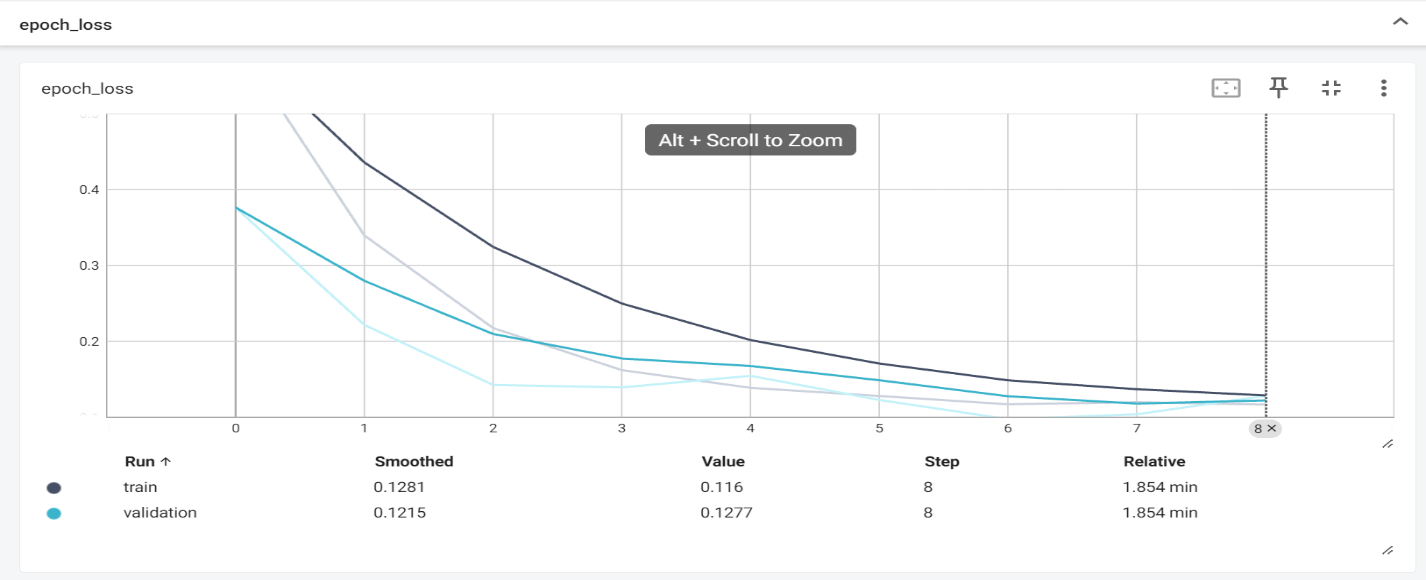 epoch_loss
epoch_loss
Alt + Scroll to Zoom
0.4
0.3
0.2
0 1 2 3 4 5 6 7 8 ×
Run ↑ Smoothed Value Step Relative
train 0.1281 0.116 8 1.854 min
validation 0.1215 0.1277 8 1.854 min